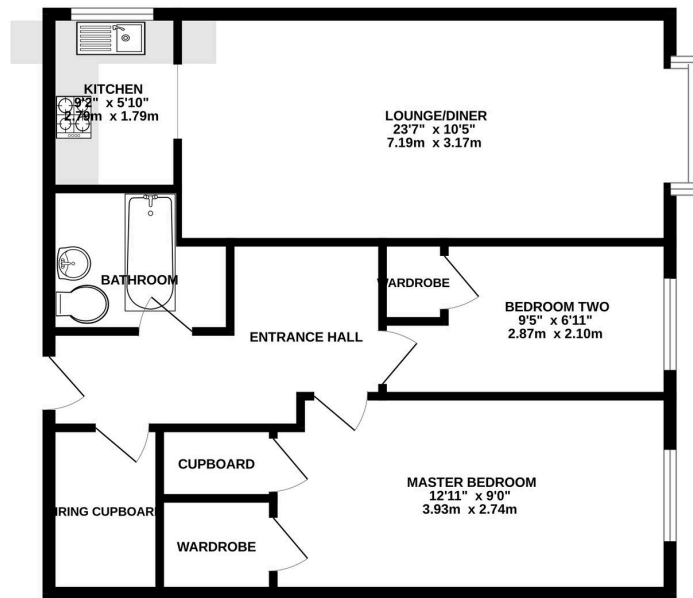 KITCHEN
9'2" x 5'10"
2.79m x 1.79m
LOUNGE/DINER
23'7" x 10'5"
7.19m x 3.17m
BATHROOM
WARDROBE
BEDROOM TWO
9'5" x 6'11"
2.87m x 2.10m
ENTRANCE HALL
CUPBOARD
MASTER BEDROOM
12'11" x 9'0"
3.93m x 2.74m
IRING CUPBOARD
WARDROBE